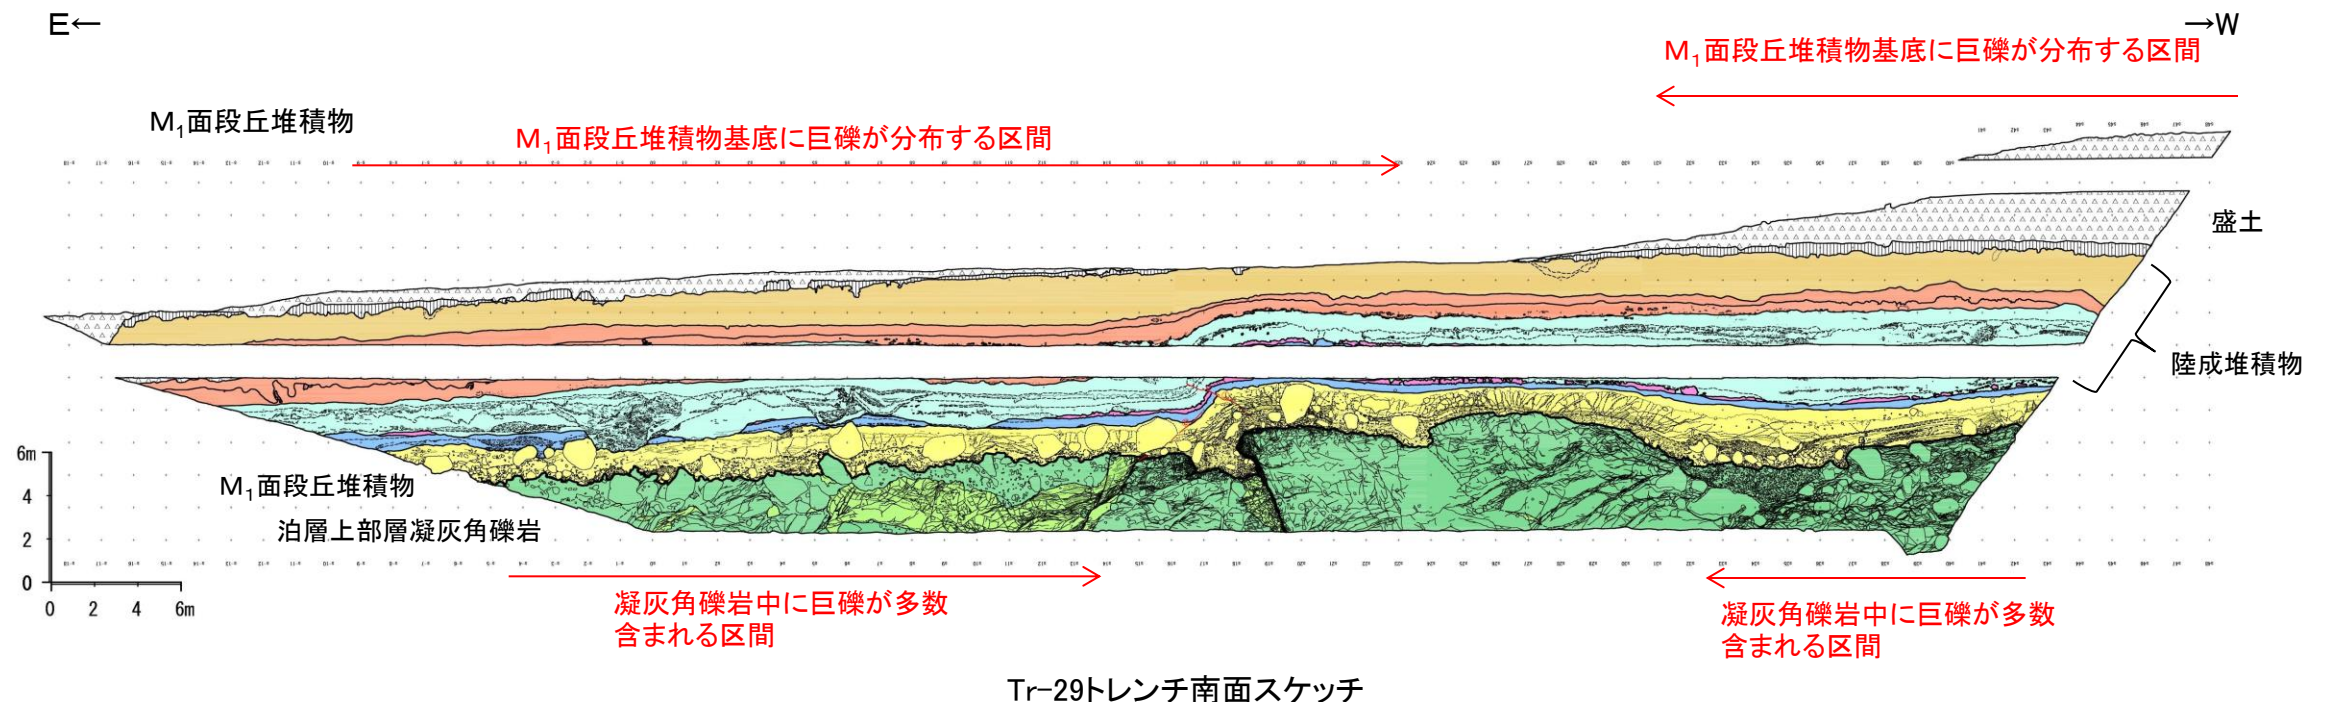 E←
→W
M₁面段丘堆積物基底に巨礫が分布する区間
M₁面段丘堆積物
M₁面段丘堆積物基底に巨礫が分布する区間
盛土
陸成堆積物
M₁面段丘堆積物
泊層上部層凝灰角礫岩
6m
4
2
0
0 2 4 6m
凝灰角礫岩中に巨礫が多数
含まれる区間
凝灰角礫岩中に巨礫が多数
含まれる区間
Tr-29トレンチ南面スケッチ